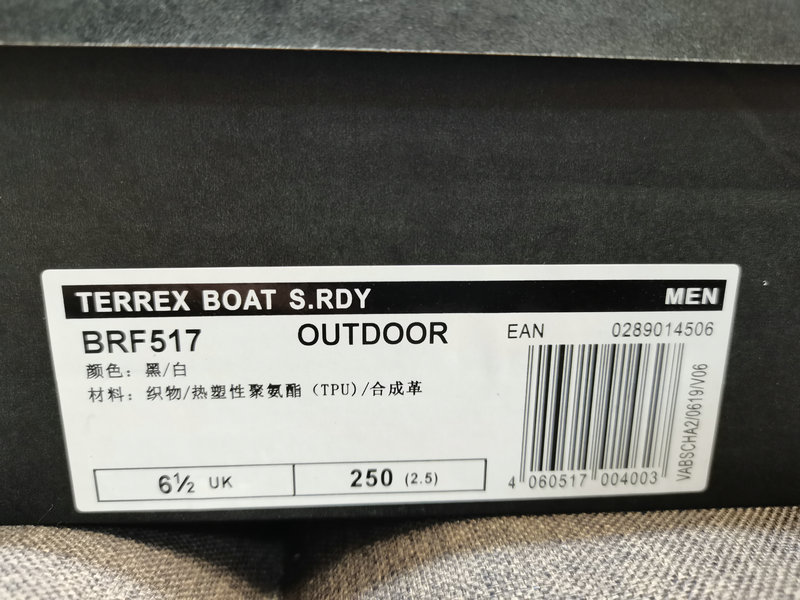 TERREX BOAT S.RDY MEN
BRF517 OUTDOOR EAN 0289014506
颜色：黑/白
材料：织物/热塑性聚氨酯（TPU）/合成革
6½ UK 250 (2.5)
4 060517 004003
VABSCHA2/0619/V06